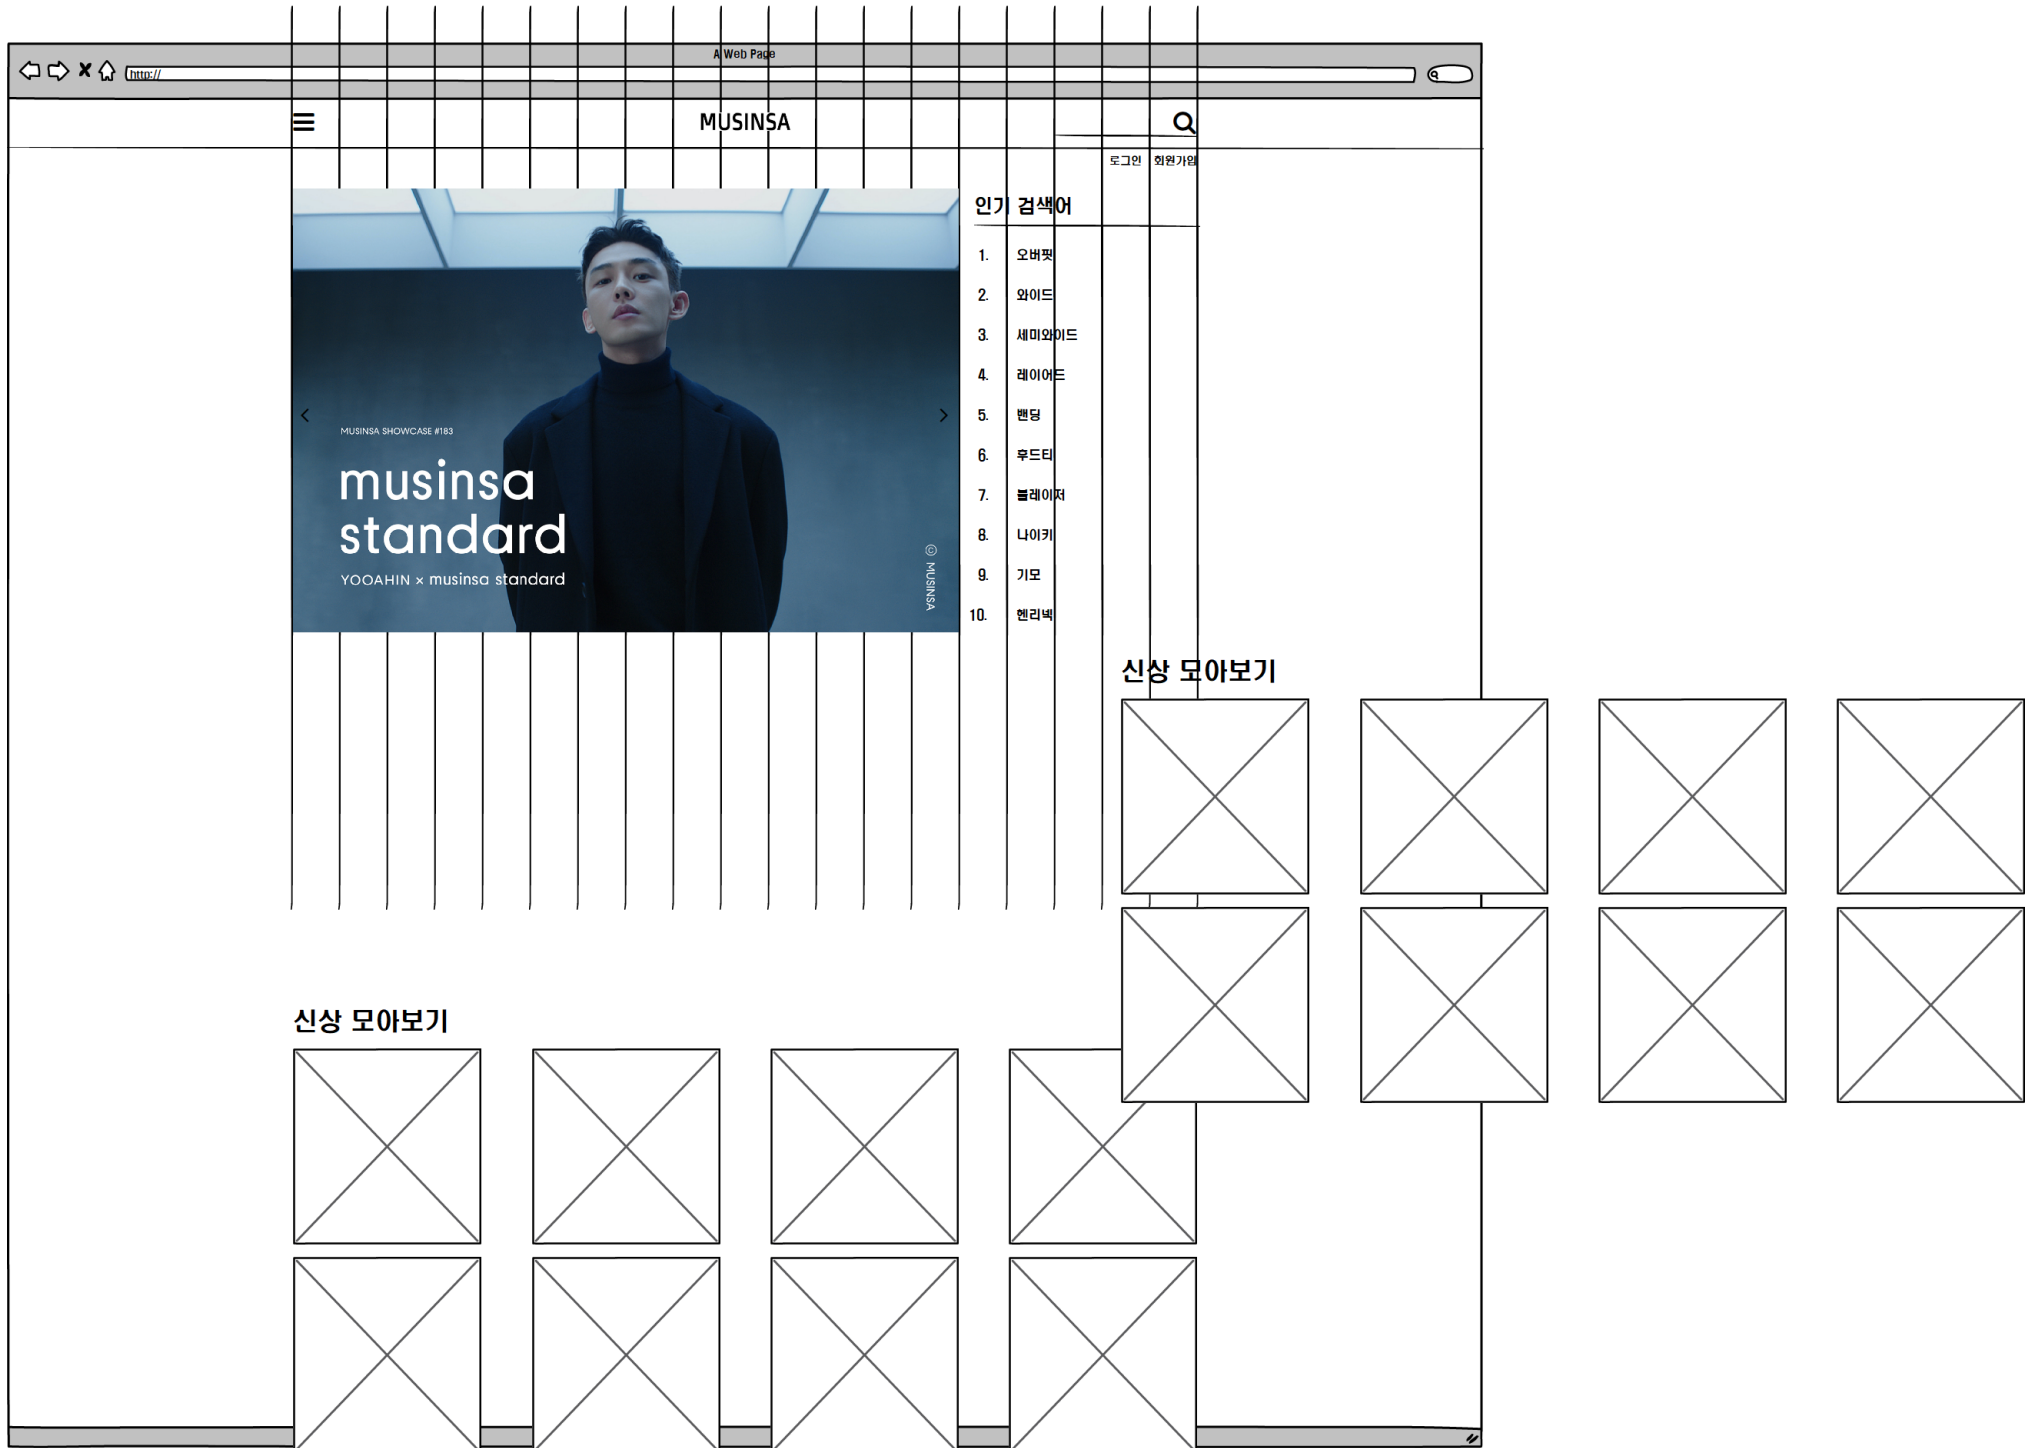 A Web Page
http://
MUSINSA
로그인 회원가입
MUSINSA SHOWCASE #183
musinsa
standard
YOOAHIN × musinsa standard
© MUSINSA
인기 검색어
1. 오버핏
2. 와이드
3. 세미와이드
4. 레이어드
5. 밴딩
6. 후드티
7. 블레이저
8. 나이키
9. 기모
10. 헨리넥
신상 모아보기
신상 모아보기